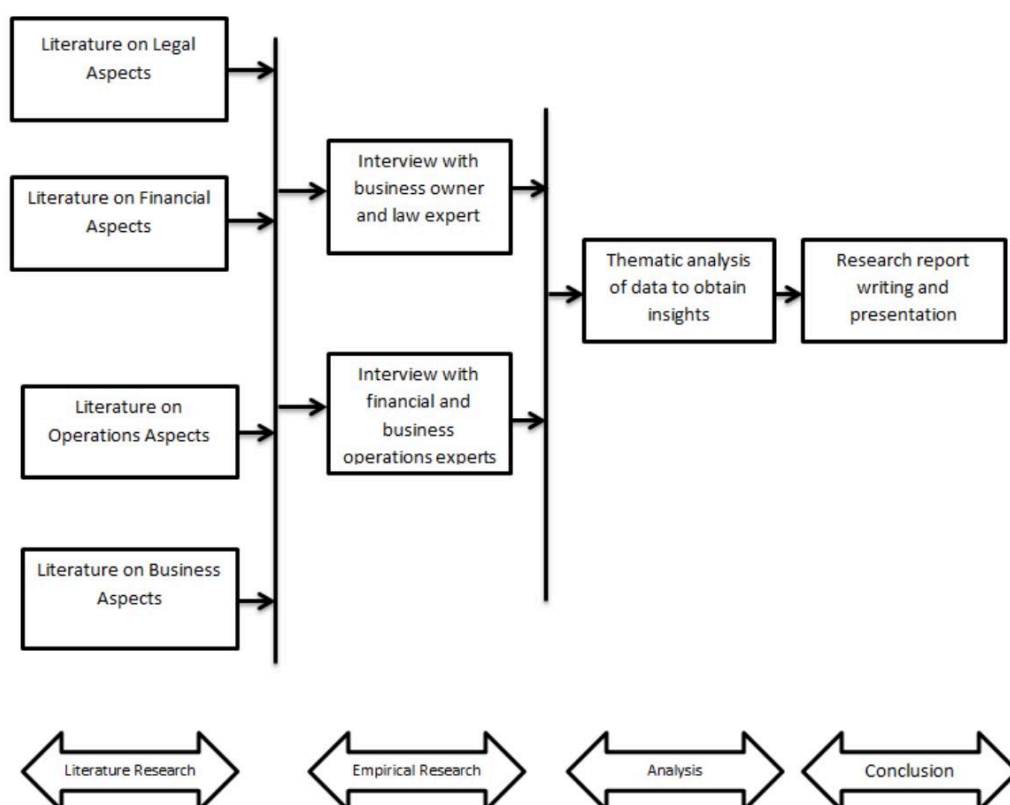 Literature on Legal
Aspects
Literature on Financial
Aspects
Literature on
Operations Aspects
Literature on Business
Aspects
Interview with
business owner
and law expert
Interview with
financial and
business
operations experts
Thematic analysis
of data to obtain
insights
Research report
writing and
presentation
Literature Research
Empirical Research
Analysis
Conclusion